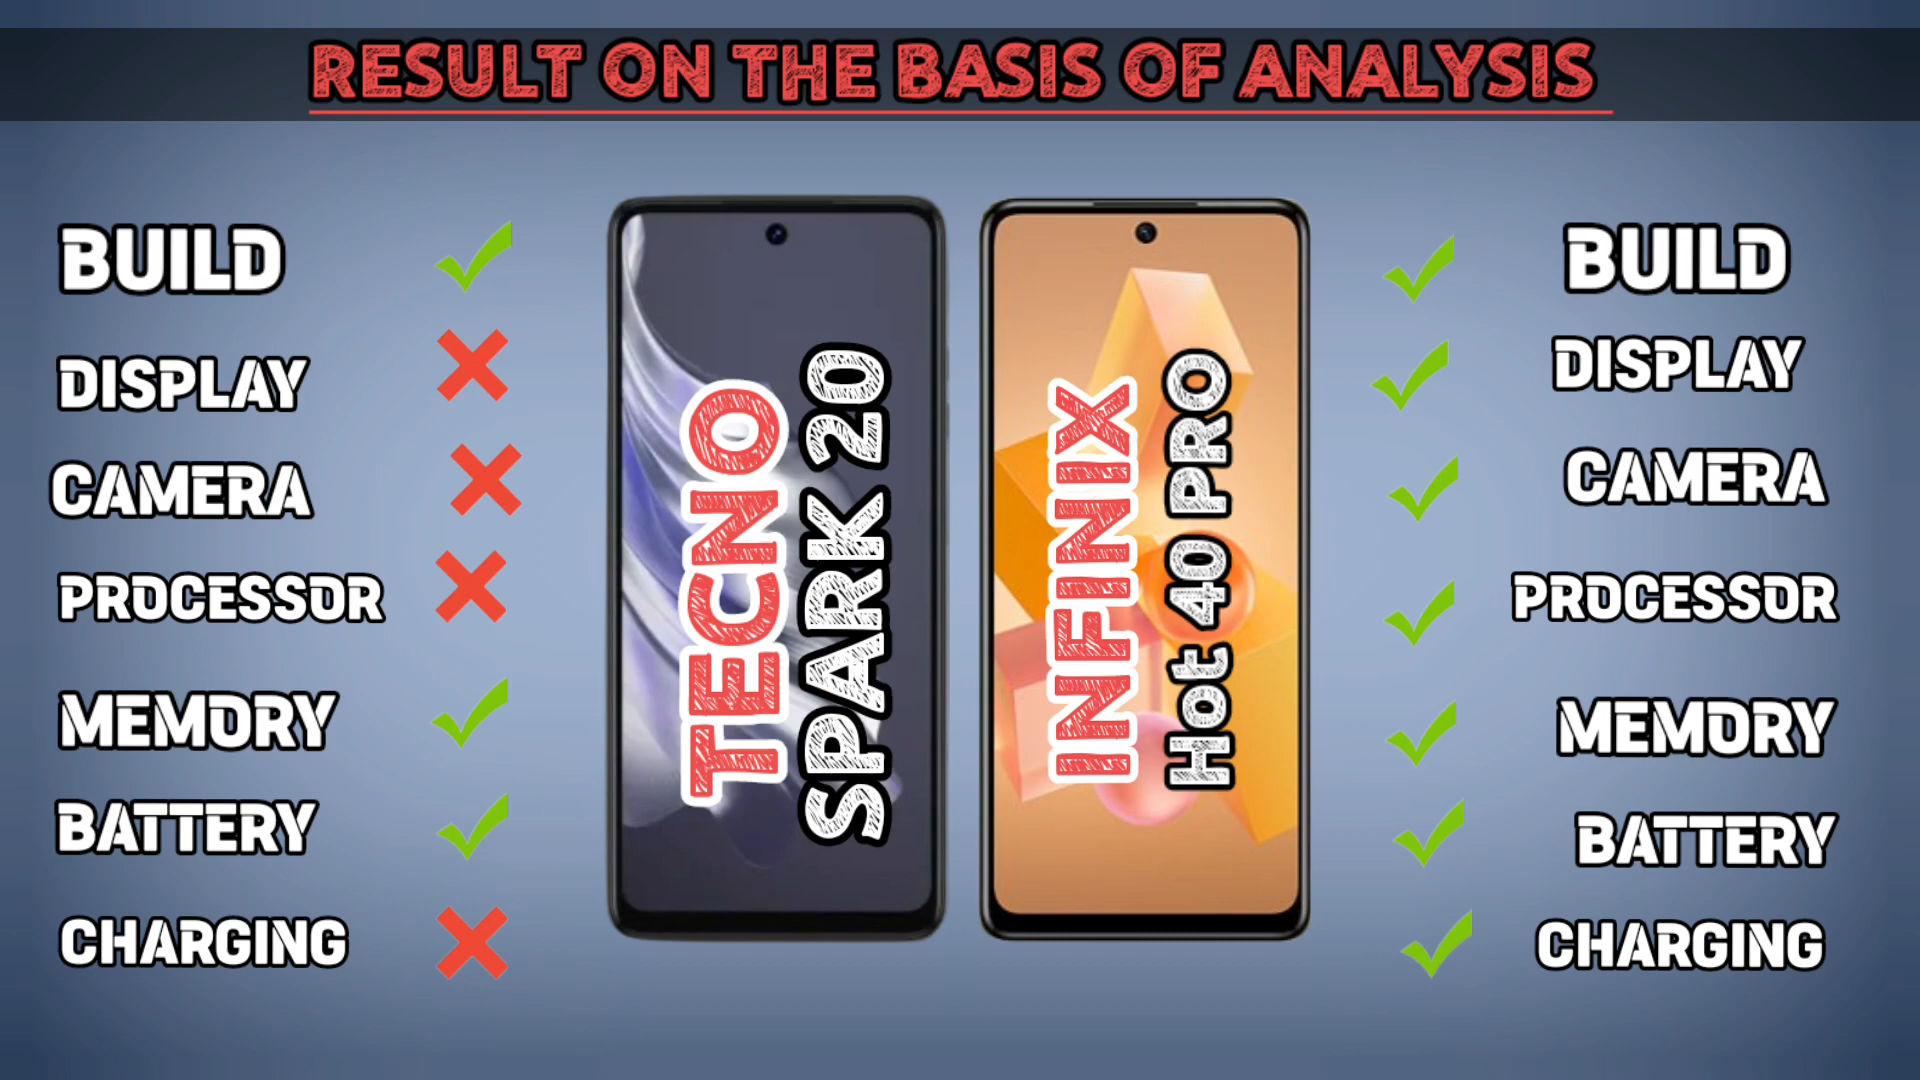 RESULT ON THE BASIS OF ANALYSIS
BUILD
DISPLAY
CAMERA
PROCESSOR
MEMORY
BATTERY
CHARGING
TECNO
SPARK 20
INFINIX
Hot 40 PRO
BUILD
DISPLAY
CAMERA
PROCESSOR
MEMORY
BATTERY
CHARGING